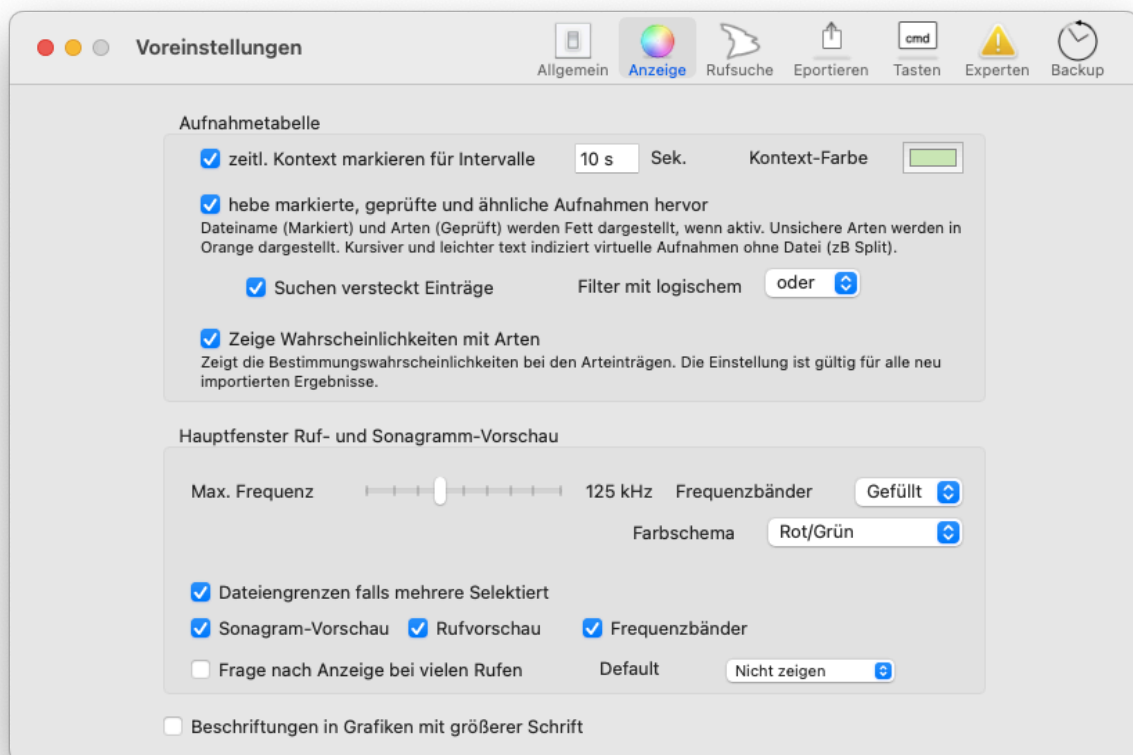 Voreinstellungen
cmd
Allgemein Anzeige Rufsuche Eportieren Tasten Experten Backup
Aufnahmetabelle
zeitl. Kontext markieren für Intervalle 10 s Sek. Kontext-Farbe
hebe markierte, geprüfte und ähnliche Aufnahmen hervor
Dateiname (Markiert) und Arten (Geprüft) werden Fett dargestellt, wenn aktiv. Unsichere Arten werden in
Orange dargestellt. Kursiver und leichter text indiziert virtuelle Aufnahmen ohne Datei (zB Split).
Suchen versteckt Einträge Filter mit logischem oder
Zeige Wahrscheinlichkeiten mit Arten
Zeigt die Bestimmungswahrscheinlichkeiten bei den Arteinträgen. Die Einstellung ist gültig für alle neu
importierten Ergebnisse.
Hauptfenster Ruf- und Sonagramm-Vorschau
Max. Frequenz 125 kHz Frequenzbänder Gefüllt
Farbschema Rot/Grün
Dateiengrenzen falls mehrere Selektiert
Sonagram-Vorschau Rufvorschau Frequenzbänder
Frage nach Anzeige bei vielen Rufen Default Nicht zeigen
Beschriftungen in Grafiken mit größerer Schrift